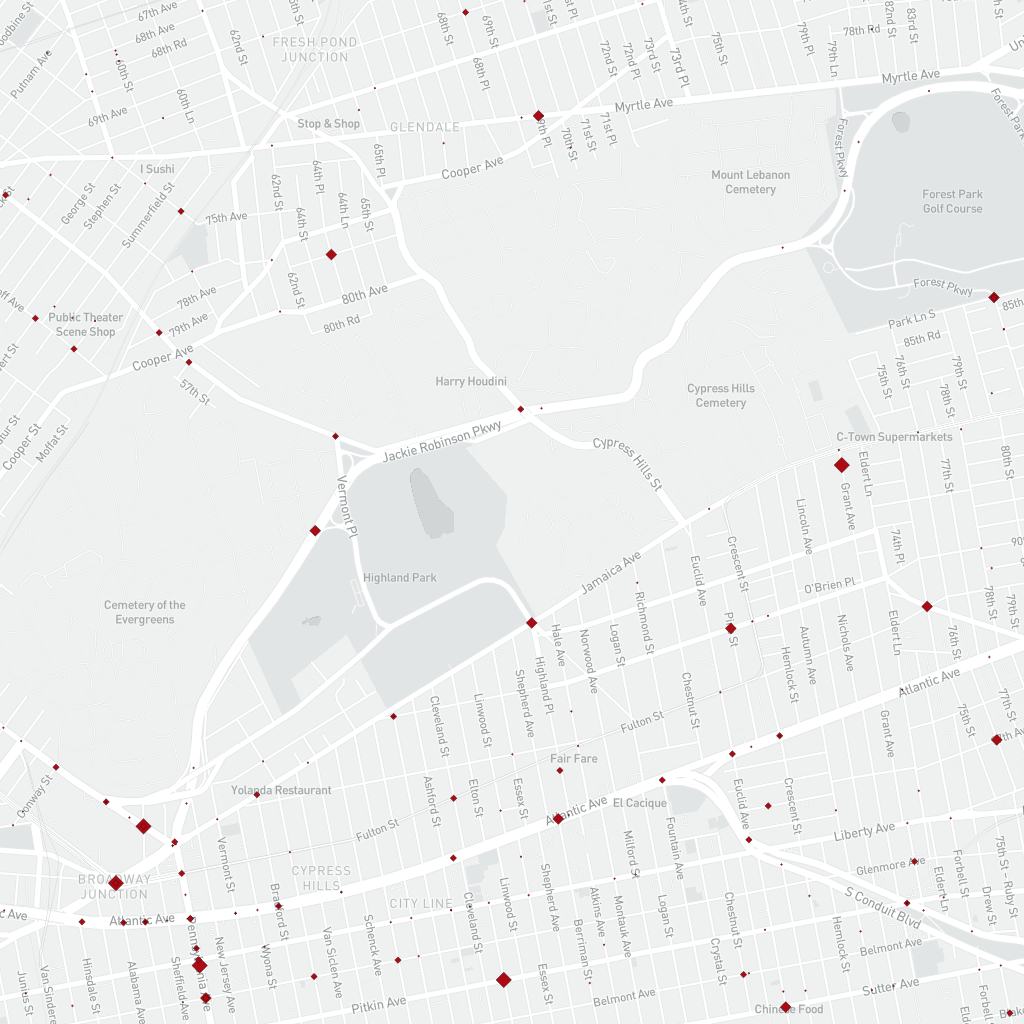 67th Ave
68th Ave
68th Rd
60th St
60th Ln
62nd St
Putnam Ave
69th Ave
FRESH POND
JUNCTION
68th St
69th St
68th Pl
72nd St
72nd Pl
73rd St
73rd Pl
75th St
79th Pl
79th Ln
78th Rd
82nd St
83rd St
Myrtle Ave
Myrtle Ave
Forest Pkwy
Stop & Shop
GLENDALE
65th Pl
70th St
71st St
71st Pl
Cooper Ave
I Sushi
George St
Stephen St
Summerfield St
75th Ave
62nd St
64th St
64th Pl
64th Ln
65th St
Mount Lebanon
Cemetery
Forest Park
Golf Course
Forest Pkwy
Park Ln S
85th Rd
78th Ave
79th Ave
62nd St
80th Ave
80th Rd
Public Theater
Scene Shop
Cooper Ave
57th St
Cooper St
Moffat St
Harry Houdini
Cypress Hills
Cemetery
75th St
76th St
79th St
C-Town Supermarkets
Jackie Robinson Pkwy
Cypress Hills St
Vermont Pl
Eldert Ln
Grant Ave
Lincoln Ave
77th St
80th St
Highland Park
Jamaica Ave
Euclid Ave
Crescent St
O'Brien Pl
74th Pl
78th St
79th St
Cemetery of the
Evergreens
Richmond St
Logan St
Norwood Ave
Hale Ave
Highland Pl
Shepherd Ave
Pine St
Hemlock St
Autumn Ave
Nichols Ave
Eldert Ln
76th St
Cleveland St
Linwood St
Chestnut St
Fulton St
Atlantic Ave
Grant Ave
75th St
77th St
Conway St
Yolanda Restaurant
Fair Fare
El Cacique
Atlantic Ave
Ashford St
Elton St
Essex St
Fulton St
Vermont St
Milford St
Fountain Ave
Euclid Ave
Crescent St
Liberty Ave
Glenmore Ave
BROADWAY
JUNCTION
CYPRESS
HILLS
CITY LINE
Bradford St
Atlantic Ave
Pennsylvania Ave
New Jersey Ave
Sheffield Ave
Alabama Ave
Hinsdale St
Van Sinderen
Junius St
Wyona St
Van Siclen Ave
Schenck Ave
Cleveland St
Linwood St
Essex St
Shepherd Ave
Berriman St
Atkins Ave
Montauk Ave
Logan St
Crystal St
Chestnut St
Hemlock St
S Conduit Blvd
Belmont Ave
Eldert Ln
Forbell St
Drew St
75th St - Ruby St
Pitkin Ave
Belmont Ave
Sutter Ave
Chinese Food